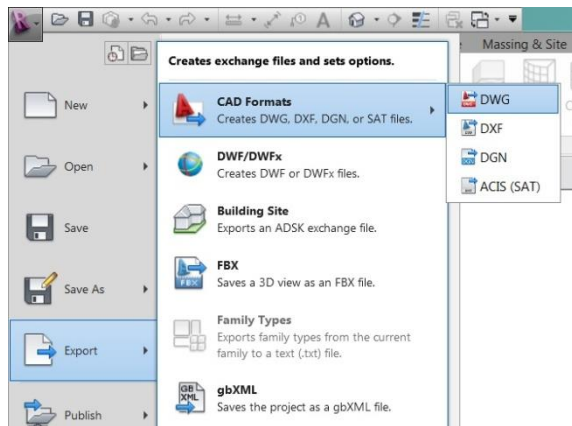 Massing & Site
Creates exchange files and sets options.
New
CAD Formats
Creates DWG, DXF, DGN, or SAT files.
DWG
DXF
DGN
ACIS (SAT)
Open
DWF/DWFx
Creates DWF or DWFx files.
Save
Building Site
Exports an ADSK exchange file.
Save As
FBX
Saves a 3D view as an FBX file.
Export
Family Types
Exports family types from the current
family to a text (.txt) file.
Publish
gbXML
Saves the project as a gbXML file.